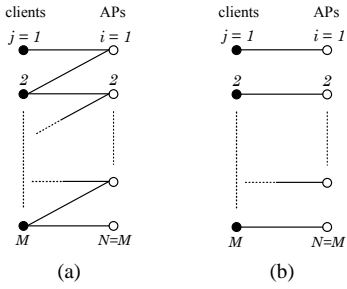 clients APs clients APs
j = 1 i = 1 j = 1 i = 1
2 2 2 2
M N=M M N=M
(a) (b)